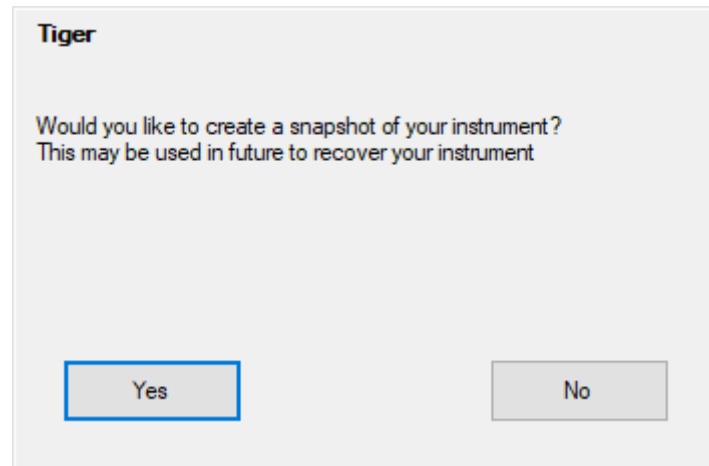 Tiger
Would you like to create a snapshot of your instrument?
This may be used in future to recover your instrument
Yes
No